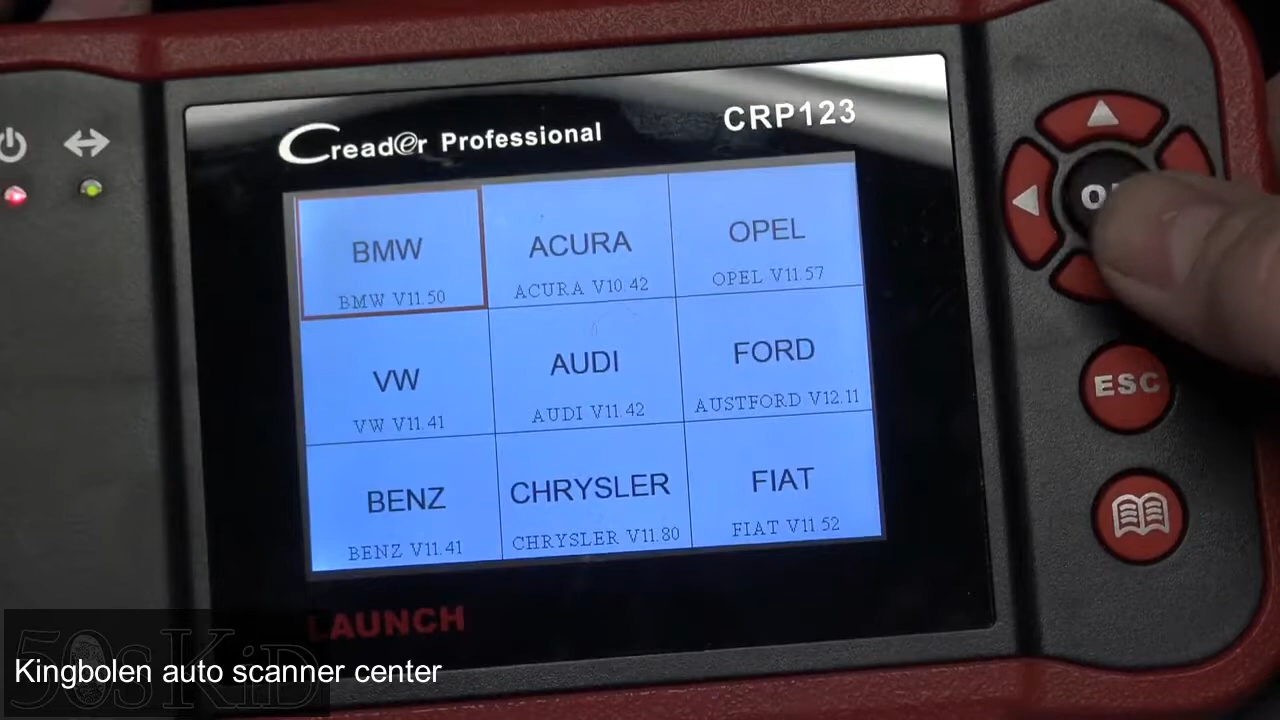 Creader Professional
CRP123
BMW
BMW V11.50
ACURA
ACURA V10.42
OPEL
OPEL V11.57
VW
VW V11.41
AUDI
AUDI V11.42
FORD
AUSTFORD V12.11
BENZ
BENZ V11.41
CHRYSLER
CHRYSLER V11.80
FIAT
FIAT V11.52
ESC
LAUNCH
50sKiD
Kingbolen auto scanner center